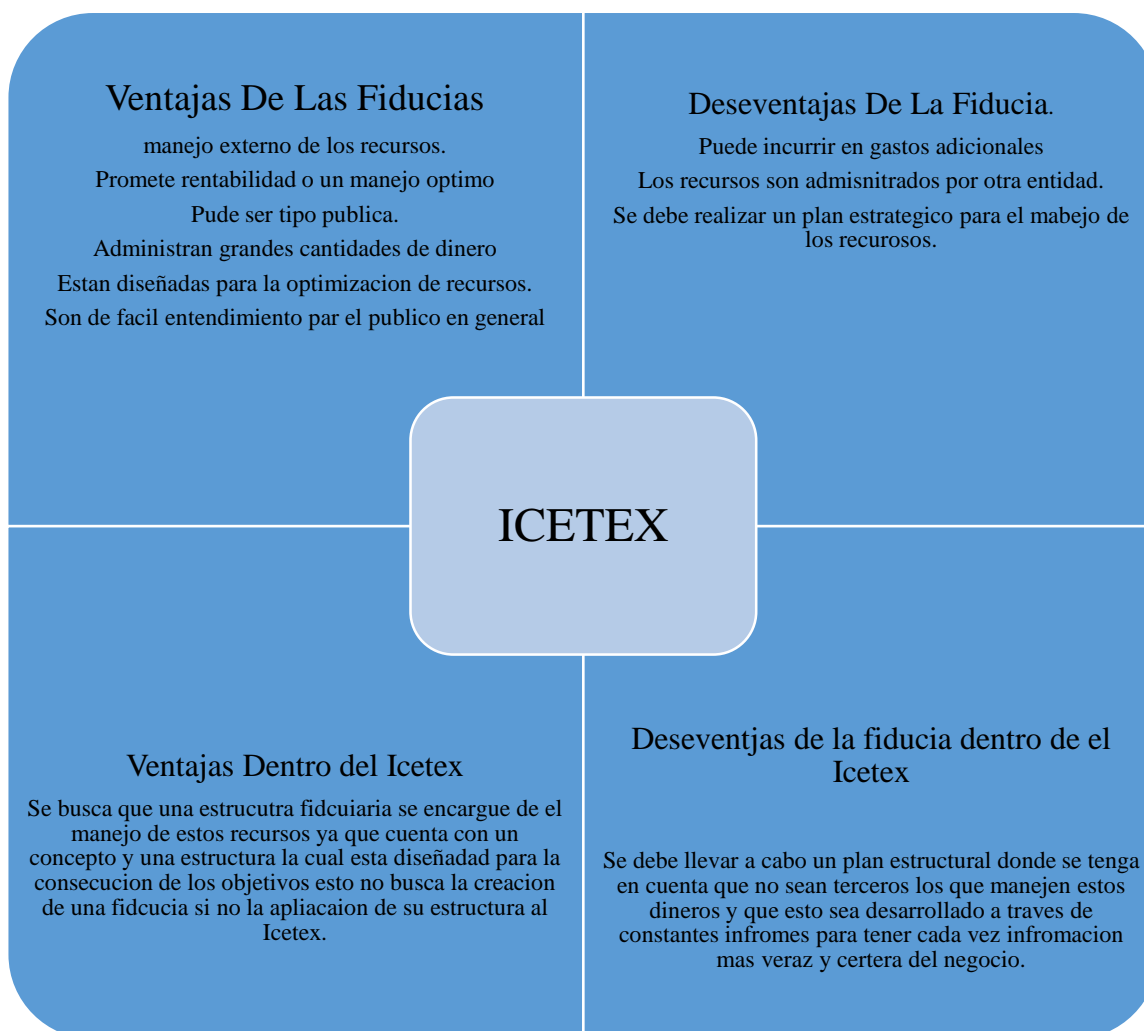 Ventajas De Las Fiducias
manejo externo de los recursos.
Promete rentabilidad o un manejo optimo
Pude ser tipo publica.
Administran grandes cantidades de dinero
Estan diseñadas para la optimizacion de recursos.
Son de facil entendimiento par el publico en general
Deseventajas De La Fiducia.
Puede incurrir en gastos adicionales
Los recursos son admisnitrados por otra entidad.
Se debe realizar un plan estrategico para el mabejo de
los recurosos.
ICETEX
Ventajas Dentro del Icetex
Se busca que una estrucutra fidcuiaria se encargue de el
manejo de estos recursos ya que cuenta con un
concepto y una estructura la cual esta diseñadad para la
consecucion de los objetivos esto no busca la creacion
de una fidcucia si no la apliacaion de su estructura al
Icetex.
Deseventjas de la fiducia dentro de el
Icetex
Se debe llevar a cabo un plan estructural donde se tenga
en cuenta que no sean terceros los que manejen estos
dineros y que esto sea desarrollado a traves de
constantes infromes para tener cada vez infromacion
mas veraz y certera del negocio.